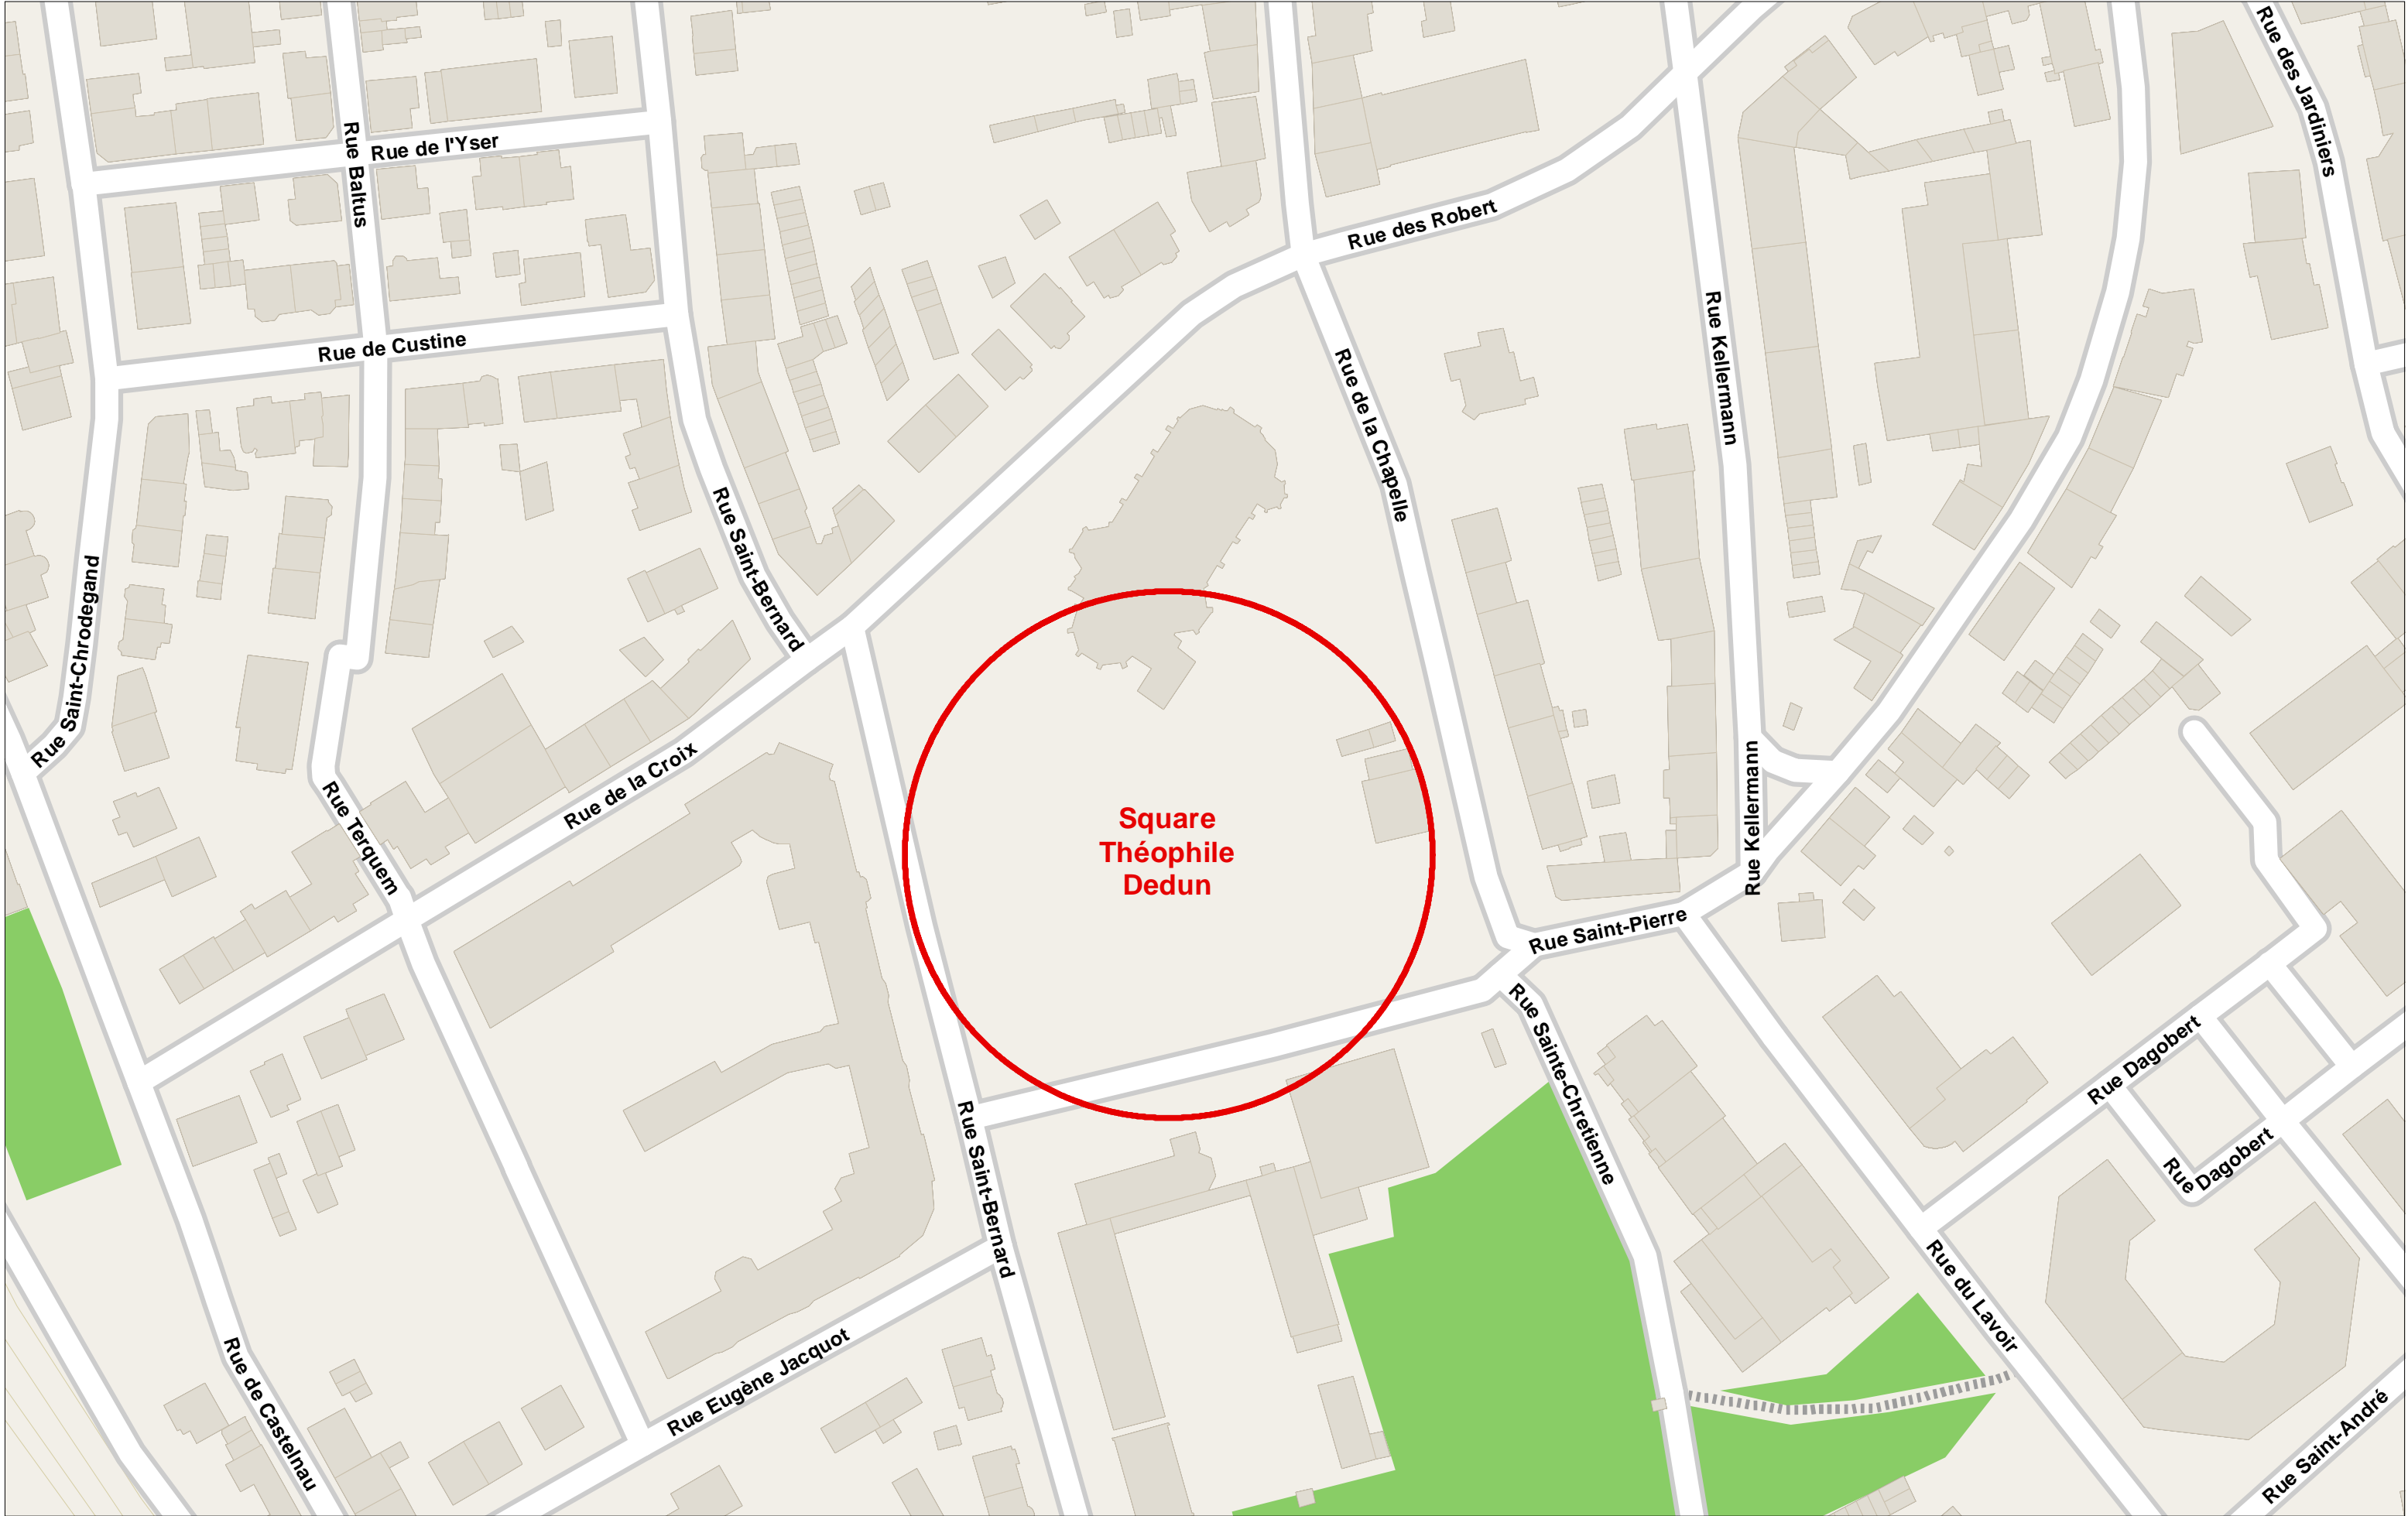 Rue des Jardiniers
Rue Baltus
Rue de l'Yser
Rue des Robert
Rue Kellermann
Rue de Custine
Rue de la Chapelle
Rue Saint-Bernard
Rue Saint-Chrodegand
Rue de la Croix
Rue Terquem
Rue Kellermann
Square
Théophile
Dedun
Rue Saint-Pierre
Rue Sainte-Chretienne
Rue Dagobert
Rue Saint-Bernard
Rue Dagobert
Rue du Lavoir
Rue Eugène Jacquot
Rue de Castelnau
Rue Saint-André